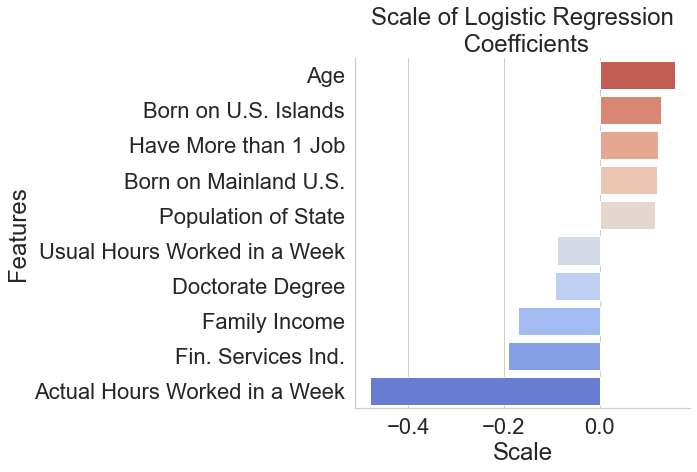 Scale of Logistic Regression
Coefficients
Features
Age
Born on U.S. Islands
Have More than 1 Job
Born on Mainland U.S.
Population of State
Usual Hours Worked in a Week
Doctorate Degree
Family Income
Fin. Services Ind.
Actual Hours Worked in a Week
−0.4 −0.2 0.0
Scale